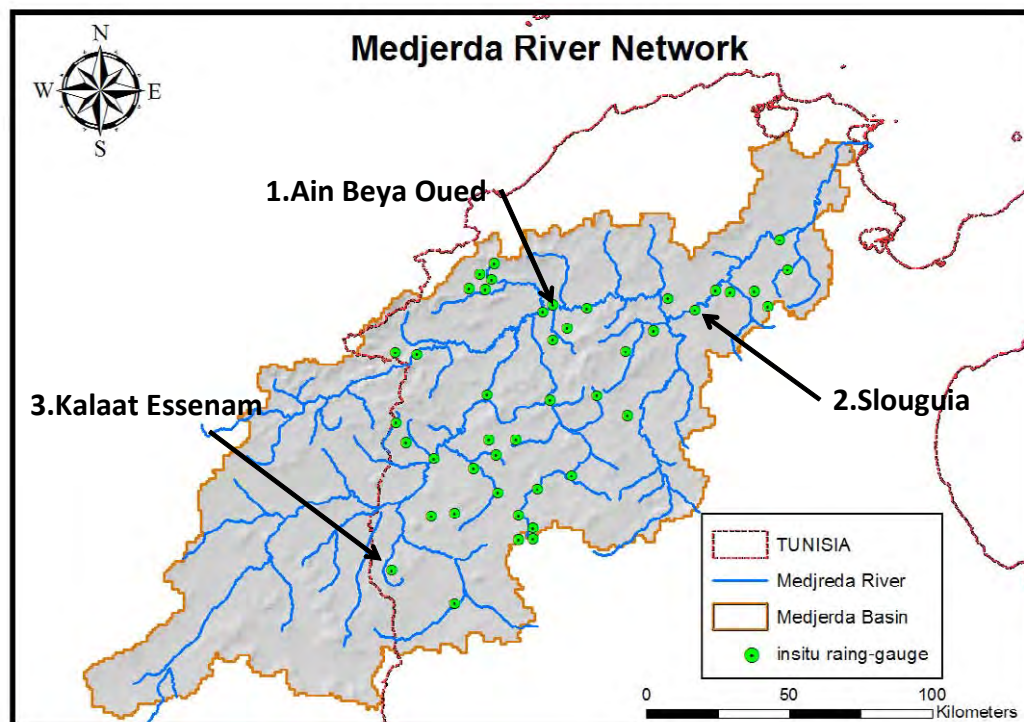 Medjerda River Network
N
W E
S
1.Ain Beya Oued
2.Slouguia
3.Kalaat Essenam
TUNISIA
Medjreda River
Medjerda Basin
insitu raing-gauge
0 50 100
Kilometers